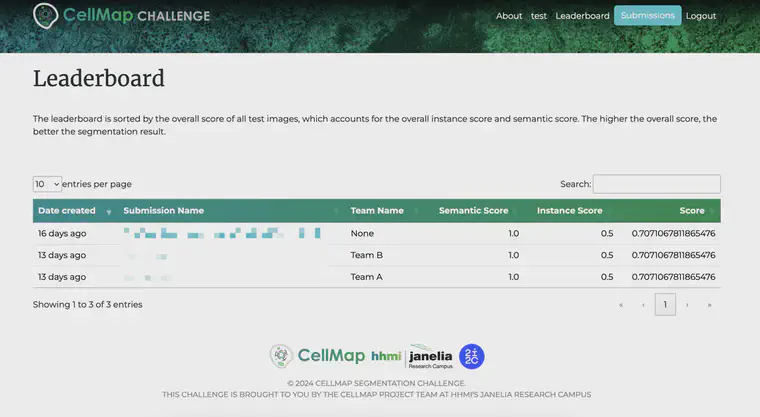 CellMap CHALLENGE
About test Leaderboard Submissions Logout
Leaderboard
The leaderboard is sorted by the overall score of all test images, which accounts for the overall instance score and semantic score. The higher the overall score, the
better the segmentation result.
10 entries per page Search:
Date created Submission Name Team Name Semantic Score Instance Score Score
16 days ago None 1.0 0.5 0.7071067811865476
13 days ago Team B 1.0 0.5 0.7071067811865476
13 days ago Team A 1.0 0.5 0.7071067811865476
Showing 1 to 3 of 3 entries « ‹ 1 › »
CellMap hhmi janelia 2i2c
Research Campus
© 2024 CELLMAP SEGMENTATION CHALLENGE.
THIS CHALLENGE IS BROUGHT TO YOU BY THE CELLMAP PROJECT TEAM AT HHMI'S JANELIA RESEARCH CAMPUS